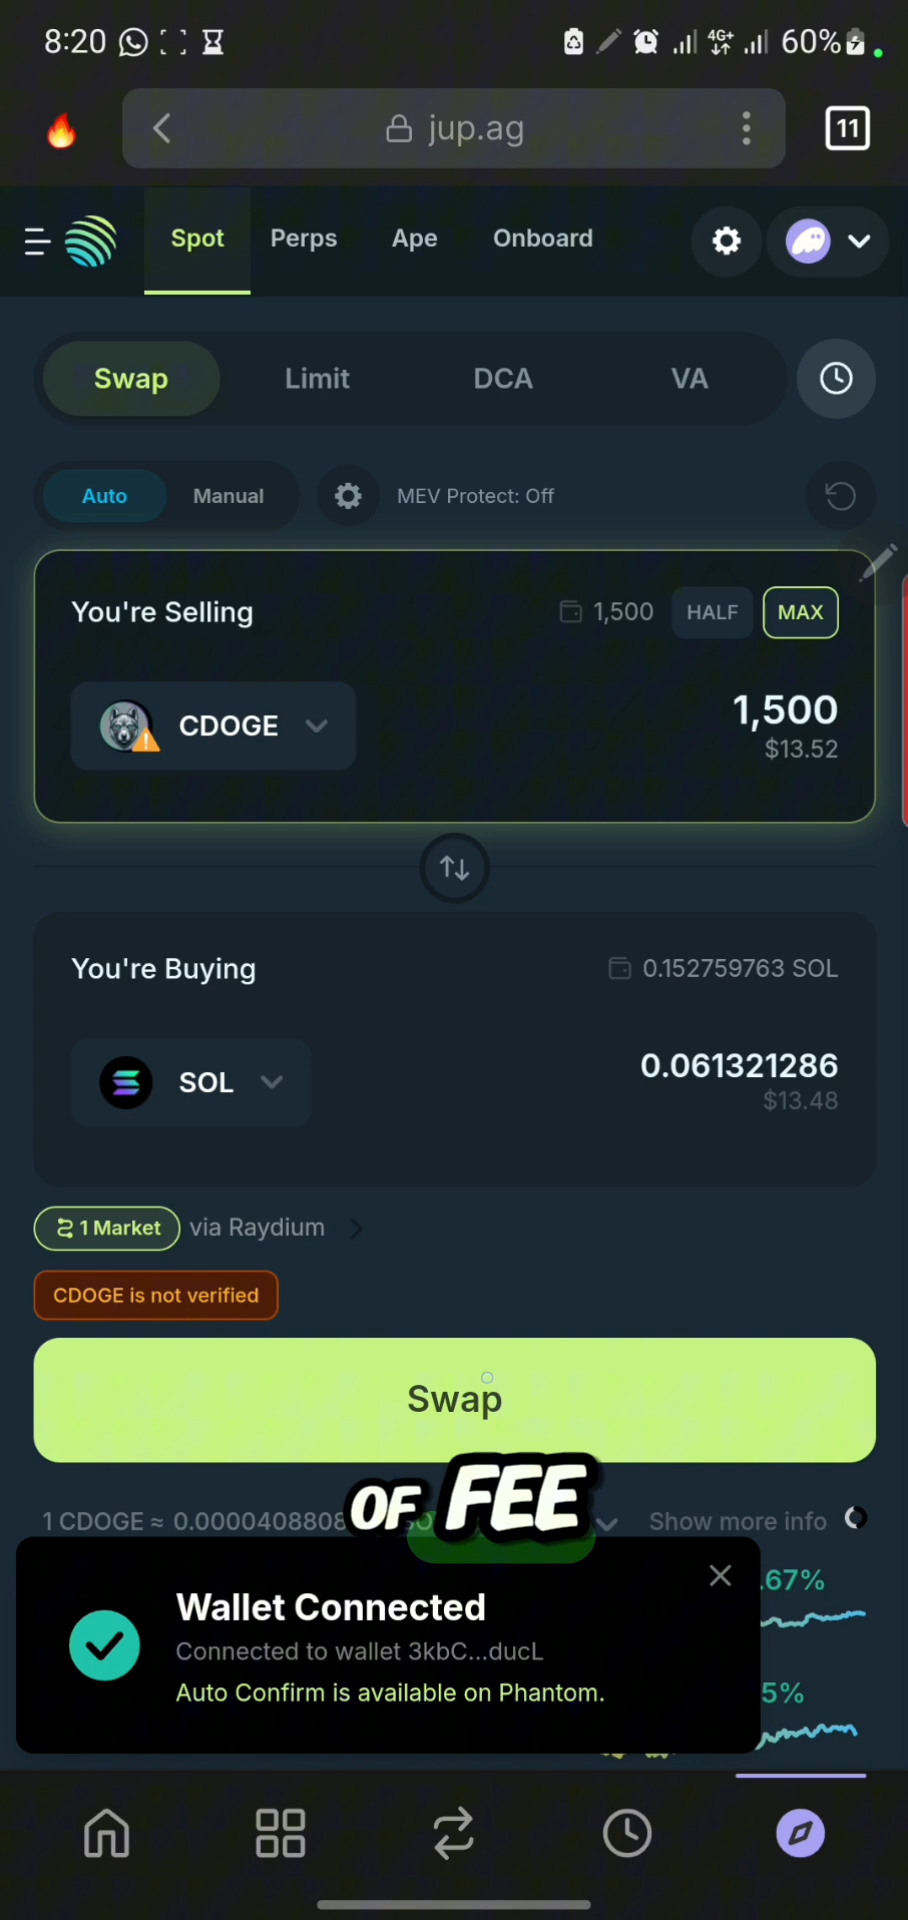 8:20 4G+ 60%
jup.ag 11
Spot Perps Ape Onboard
Swap Limit DCA VA
Auto Manual MEV Protect: Off
You're Selling 1,500 HALF MAX
CDOGE 1,500
$13.52
You're Buying 0.152759763 SOL
SOL 0.061321286
$13.48
1 Market via Raydium
CDOGE is not verified
Swap
OF FEE
1 CDOGE ≈ 0.0000408808 Show more info
Wallet Connected .67%
Connected to wallet 3kbC...ducL
Auto Confirm is available on Phantom. 5%